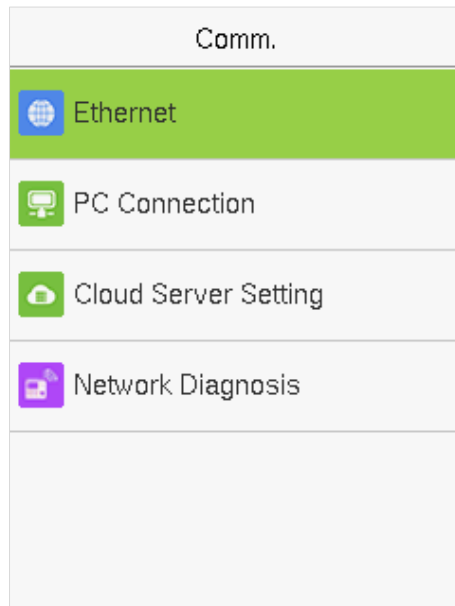 Comm.
Ethernet
PC Connection
Cloud Server Setting
Network Diagnosis